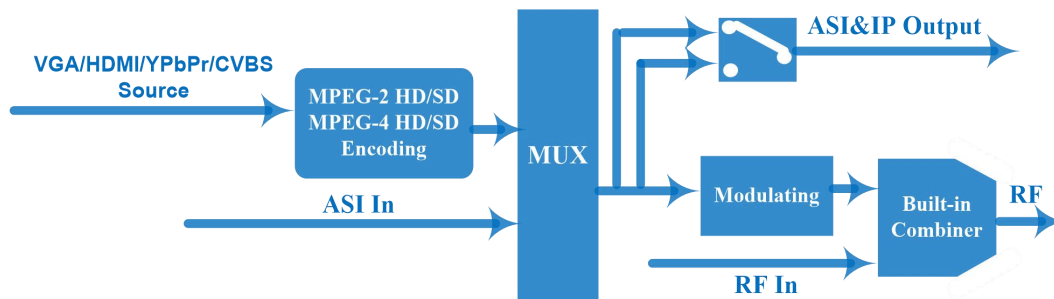 VGA/HDMI/YPbPr/CVBS
Source
MPEG-2 HD/SD
MPEG-4 HD/SD
Encoding
ASI In
MUX
ASI&IP Output
Modulating
Built-in
Combiner
RF
RF In